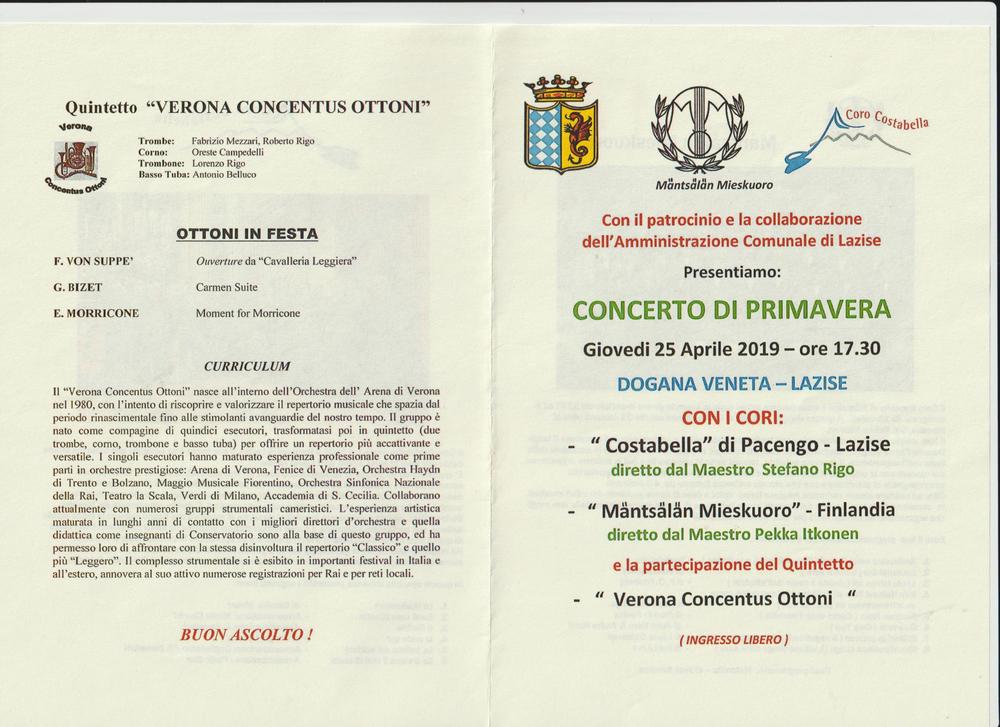 Quintetto “VERONA CONCENTUS OTTONI”
Verona
Concentus Ottoni
Trombe: Fabrizio Mezzari, Roberto Rigo
Corno: Oreste Campedelli
Trombone: Lorenzo Rigo
Basso Tuba: Antonio Belluco
OTTONI IN FESTA
F. VON SUPPE’ Ouverture da “Cavalleria Leggiera”
G. BIZET Carmen Suite
E. MORRICONE Moment for Morricone
CURRICULUM
Il “Verona Concentus Ottoni” nasce all’interno dell’Orchestra dell’ Arena di Verona
nel 1980, con l’intento di riscoprire e valorizzare il repertorio musicale che spazia dal
periodo rinascimentale fino alle stimolanti avanguardie del nostro tempo. Il gruppo è
nato come compagine di quindici esecutori, trasformatasi poi in quintetto (due
trombe, corno, trombone e basso tuba) per offrire un repertorio più accattivante e
versatile. I singoli esecutori hanno maturato esperienza professionale come prime
parti in orchestre prestigiose: Arena di Verona, Fenice di Venezia, Orchestra Haydn
di Trento e Bolzano, Maggio Musicale Fiorentino, Orchestra Sinfonica Nazionale
della Rai, Teatro la Scala, Verdi di Milano, Accademia di S. Cecilia. Collaborano
attualmente con numerosi gruppi strumentali cameristici. L’esperienza artistica
maturata in lunghi anni di contatto con i migliori direttori d’orchestra e quella
didattica come insegnanti di Conservatorio sono alla base di questo gruppo, ed ha
permesso loro di affrontare con la stessa disinvoltura il repertorio “Classico” e quello
più “Leggero”. Il complesso strumentale si è esibito in importanti festival in Italia e
all’estero, annovera al suo attivo numerose registrazioni per Rai e per reti locali.
BUON ASCOLTO !
Mäntsälän Mieskuoro
Coro Costabella
Con il patrocinio e la collaborazione
dell’Amministrazione Comunale di Lazise
Presentiamo:
CONCERTO DI PRIMAVERA
Giovedi 25 Aprile 2019 – ore 17.30
DOGANA VENETA – LAZISE
CON I CORI:
- “ Costabella” di Pacengo - Lazise
diretto dal Maestro Stefano Rigo
- “ Mäntsälän Mieskuoro” - Finlandia
diretto dal Maestro Pekka Itkonen
e la partecipazione del Quintetto
- “ Verona Concentus Ottoni “
( INGRESSO LIBERO )